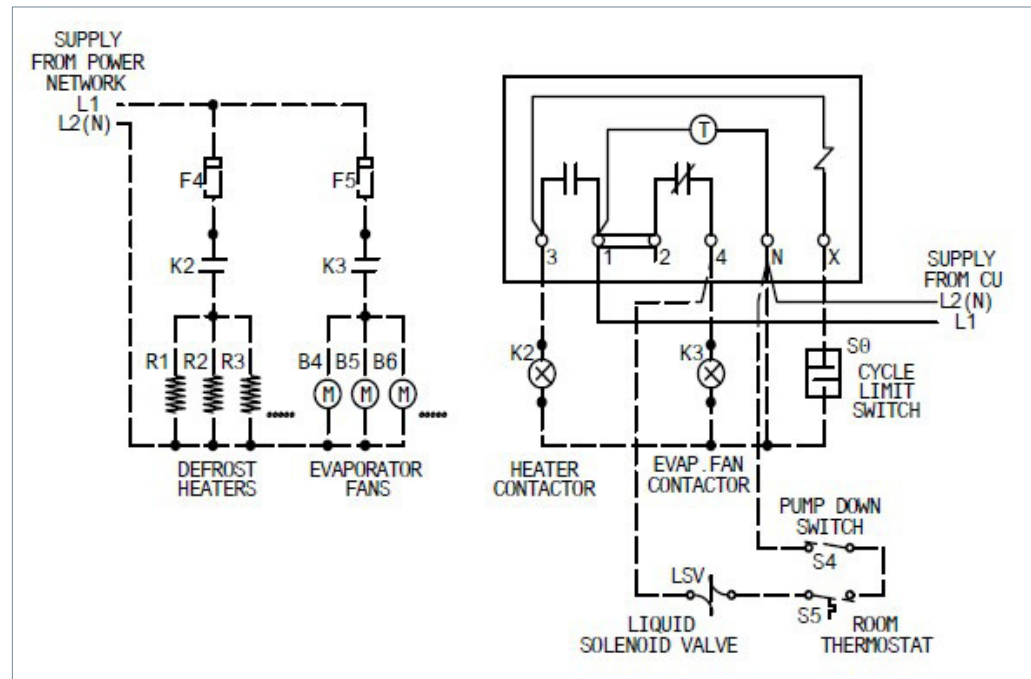 SUPPLY
FROM POWER
NETWORK
L1
L2(N)
F4
F5
K2
K3
R1 R2 R3
B4 B5 B6
M M M
DEFROST
HEATERS
EVAPORATOR
FANS
T
3 1 2 4 N X
SUPPLY
FROM CU
L2(N)
L1
K2
K3
S0
CYCLE
LIMIT
SWITCH
HEATER
CONTACTOR
EVAP.FAN
CONTACTOR
PUMP DOWN
SWITCH
S4
LSV
S5
LIQUID
SOLENOID VALVE
ROOM
THERMOSTAT